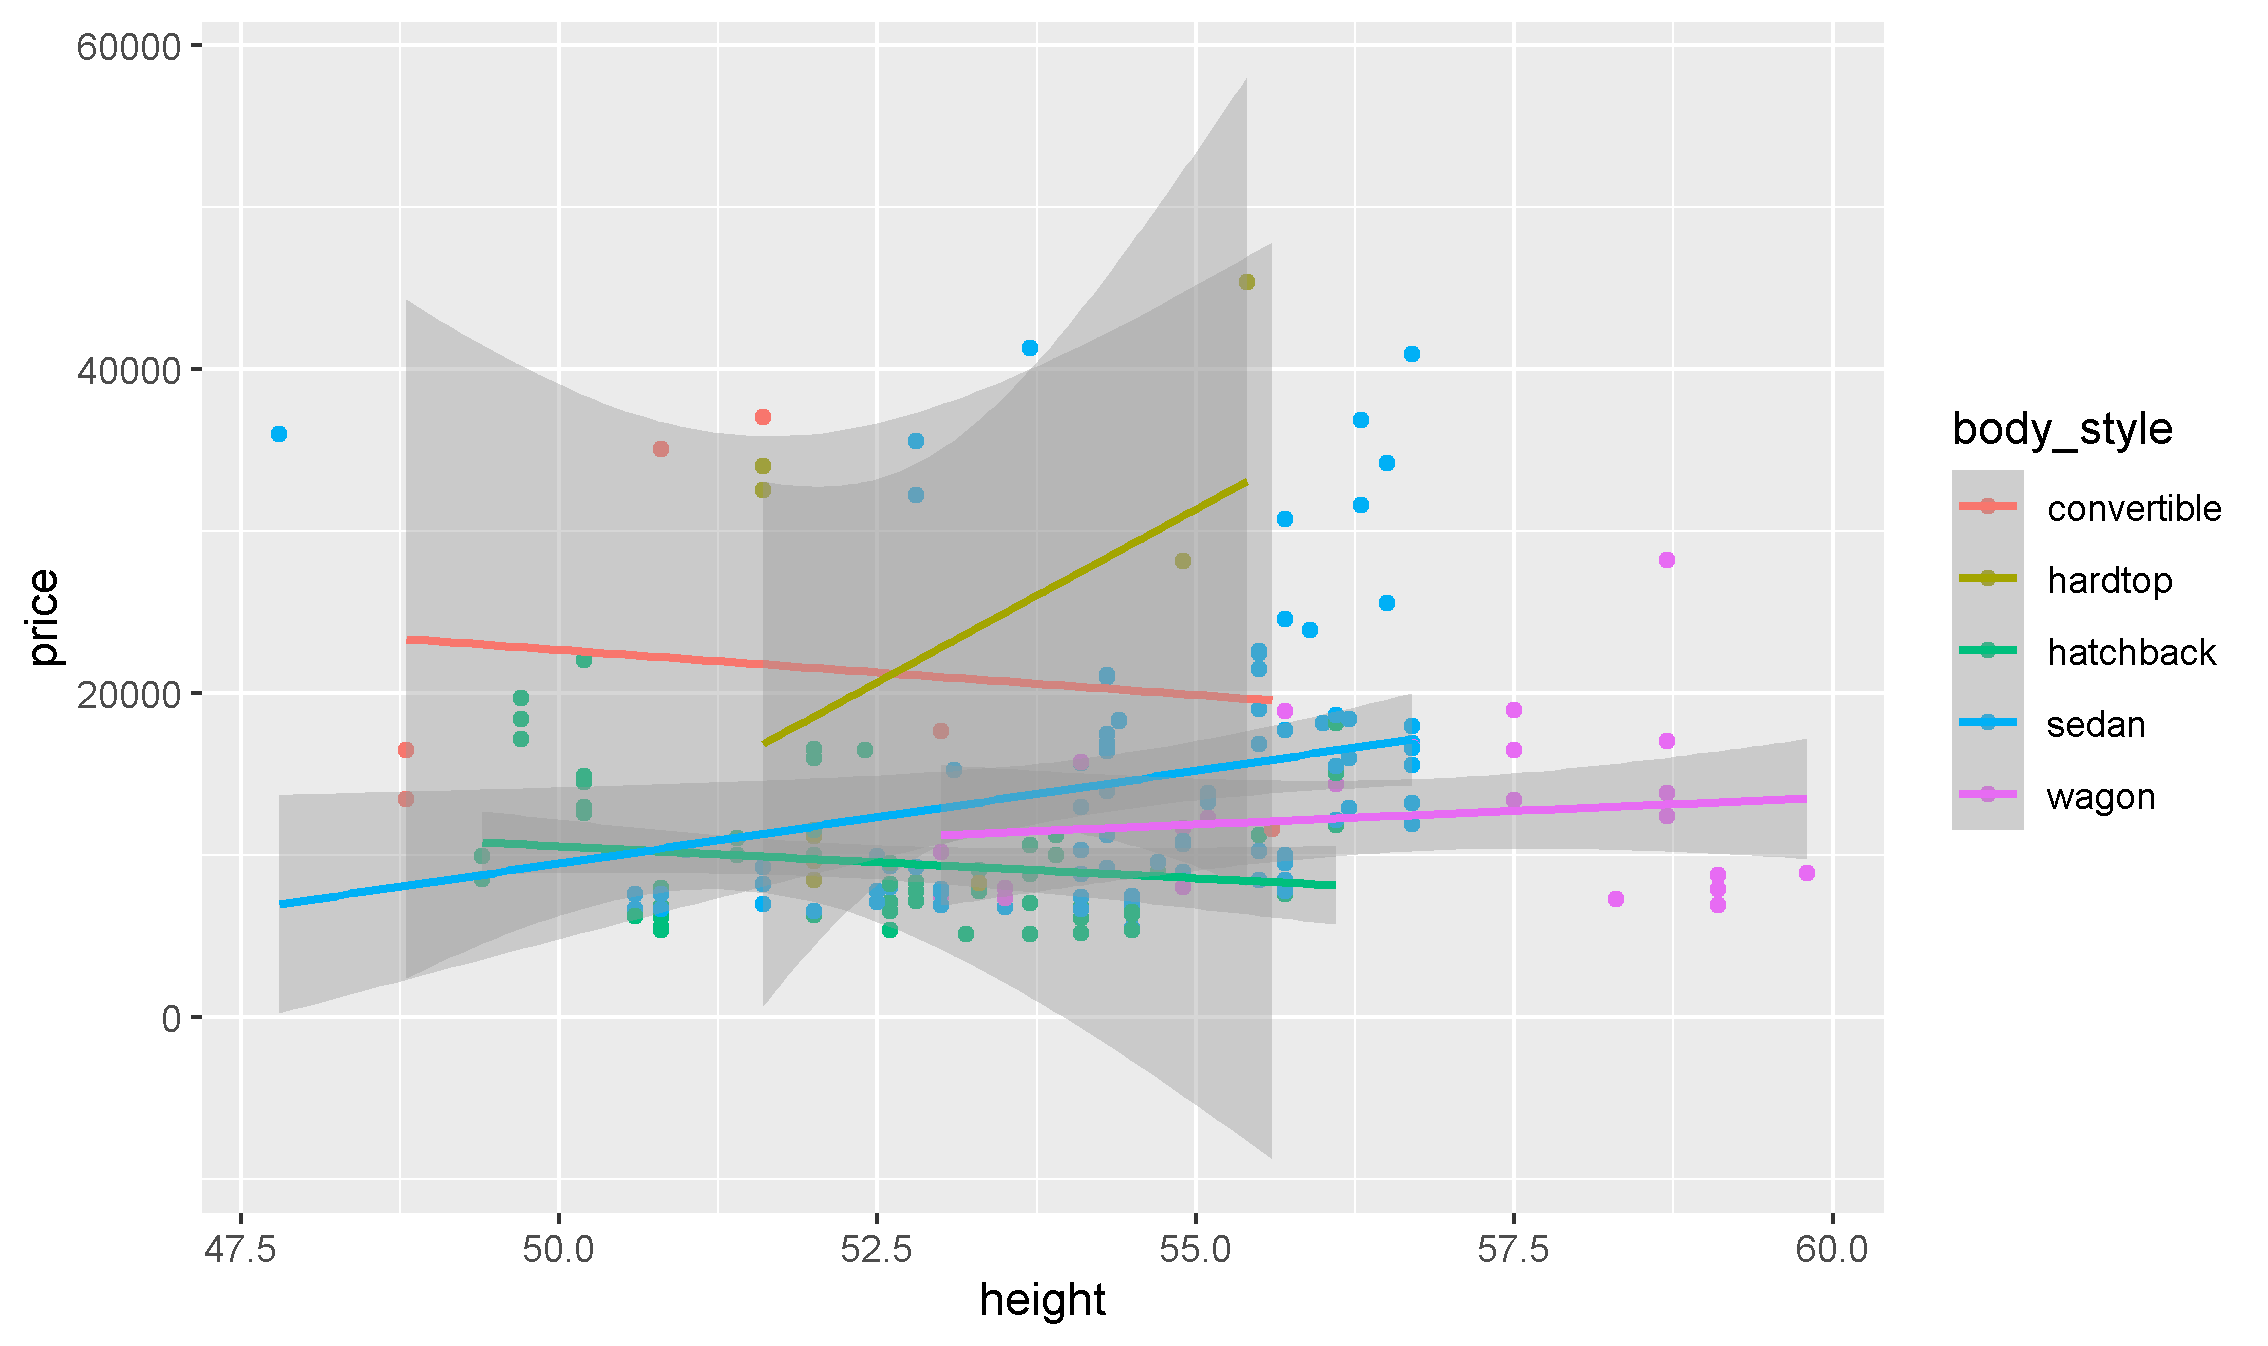 60000
40000
20000
0
price
47.5 50.0 52.5 55.0 57.5 60.0
height
body_style
convertible
hardtop
hatchback
sedan
wagon